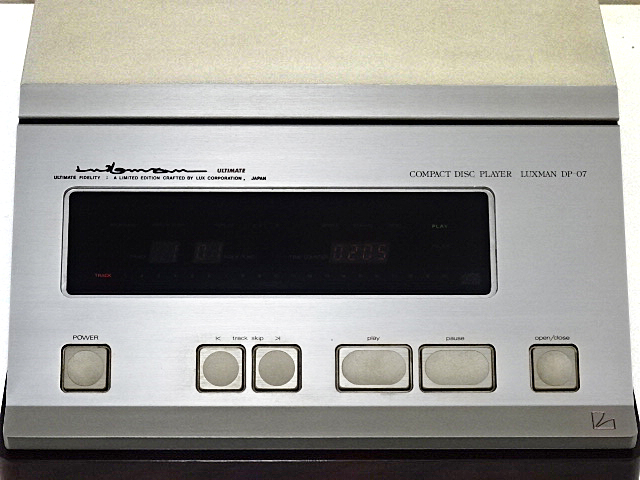 Luxman ULTIMATE
ULTIMATE FIDELITY : A LIMITED EDITION CRAFTED BY LUX CORPORATION, JAPAN
COMPACT DISC PLAYER LUXMAN DP-07
PLAY
01 0205
TRACK
POWER
track skip
play
pause
open/close